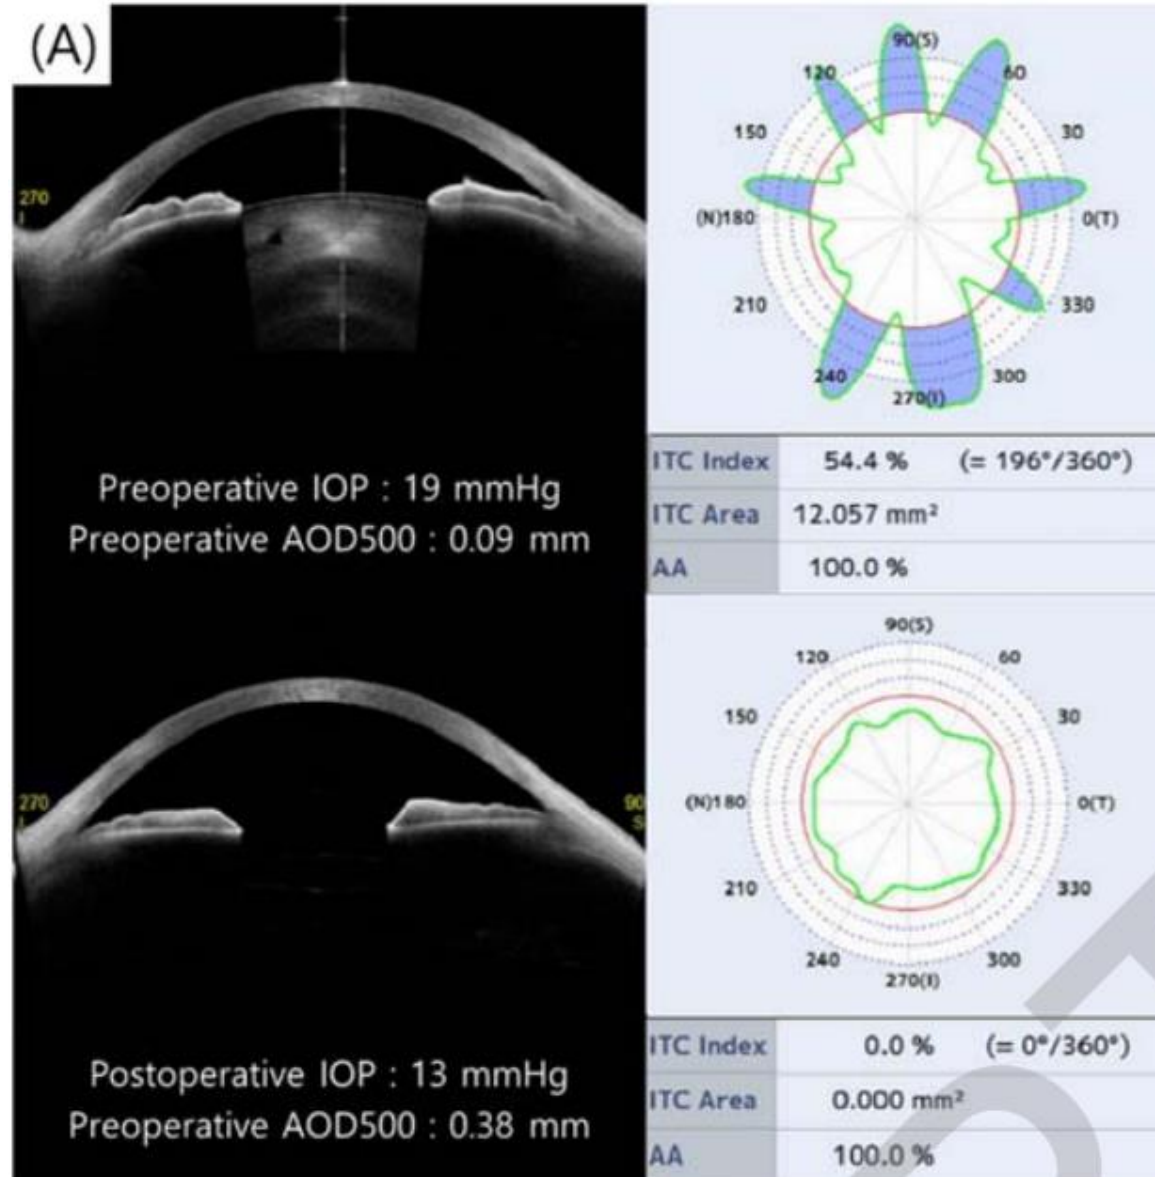 (A)
270
I
Preoperative IOP : 19 mmHg
Preoperative AOD500 : 0.09 mm
90(S)
120
60
150
30
(N)180
0(T)
210
330
240
300
270(I)
ITC Index 54.4 % (= 196°/360°)
ITC Area 12.057 mm²
AA 100.0 %
270
I
90
S
Postoperative IOP : 13 mmHg
Preoperative AOD500 : 0.38 mm
90(S)
120
60
150
30
(N)180
0(T)
210
330
240
300
270(I)
ITC Index 0.0 % (= 0°/360°)
ITC Area 0.000 mm²
AA 100.0 %